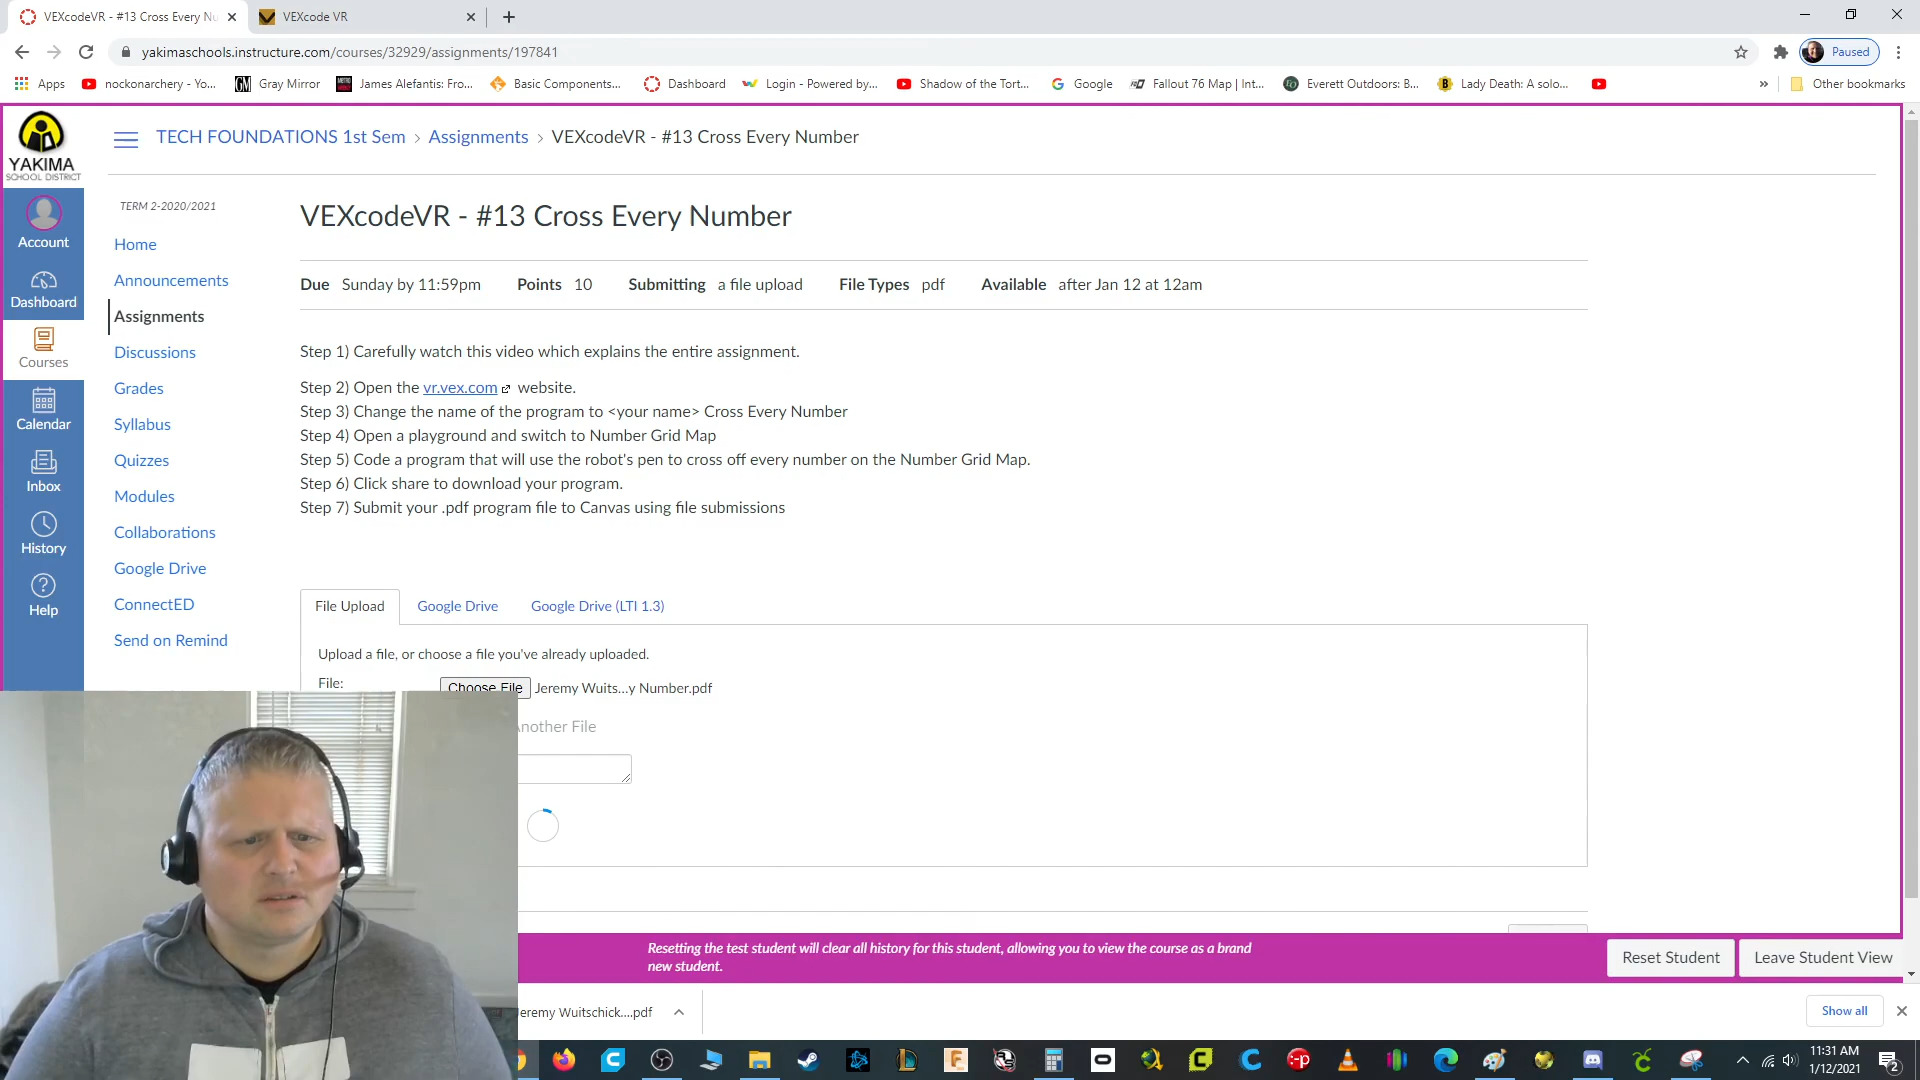 VEXcodeVR - #13 Cross Every Nu
VEXcode VR
yakimaschools.instructure.com/courses/32929/assignments/197841
Paused
Apps
nockonarchery - Yo...
Gray Mirror
James Alefantis: Fro...
Basic Components...
Dashboard
Login - Powered by...
Shadow of the Tort...
Google
Fallout 76 Map | Int...
Everett Outdoors: B...
Lady Death: A solo...
»
Other bookmarks
YAKIMA
SCHOOL DISTRICT
TECH FOUNDATIONS 1st Sem › Assignments › VEXcodeVR - #13 Cross Every Number
Account
Dashboard
Courses
Calendar
Inbox
History
Help
TERM 2-2020/2021
Home
Announcements
Assignments
Discussions
Grades
Syllabus
Quizzes
Modules
Collaborations
Google Drive
ConnectED
Send on Remind
VEXcodeVR - #13 Cross Every Number
Due Sunday by 11:59pm Points 10 Submitting a file upload File Types pdf Available after Jan 12 at 12am
Step 1) Carefully watch this video which explains the entire assignment.
Step 2) Open the vr.vex.com website.
Step 3) Change the name of the program to <your name> Cross Every Number
Step 4) Open a playground and switch to Number Grid Map
Step 5) Code a program that will use the robot's pen to cross off every number on the Number Grid Map.
Step 6) Click share to download your program.
Step 7) Submit your .pdf program file to Canvas using file submissions
File Upload
Google Drive
Google Drive (LTI 1.3)
Upload a file, or choose a file you've already uploaded.
File:
Choose File Jeremy Wuits...y Number.pdf
Another File
Resetting the test student will clear all history for this student, allowing you to view the course as a brand
new student.
Reset Student
Leave Student View
eremy Wuitschick....pdf
Show all
11:31 AM
1/12/2021
2